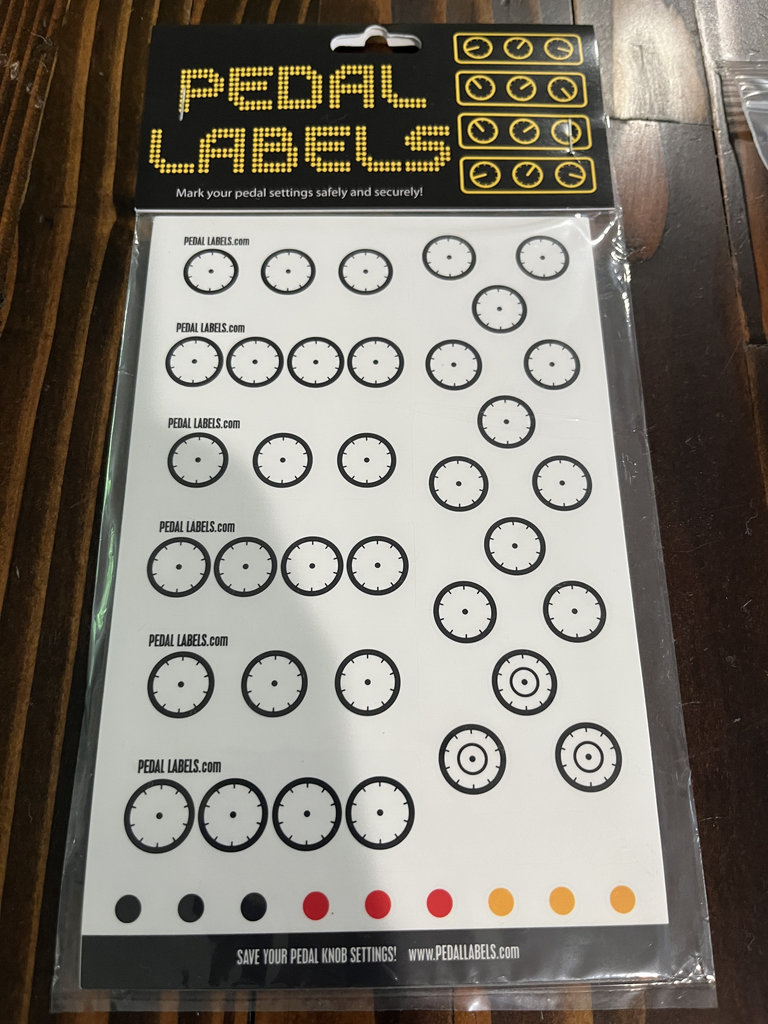 PEDAL
LABELS
Mark your pedal settings safely and securely!
PEDAL LABELS.com
PEDAL LABELS.com
PEDAL LABELS.com
PEDAL LABELS.com
PEDAL LABELS.com
PEDAL LABELS.com
SAVE YOUR PEDAL KNOB SETTINGS! www.PEDALLABELS.com